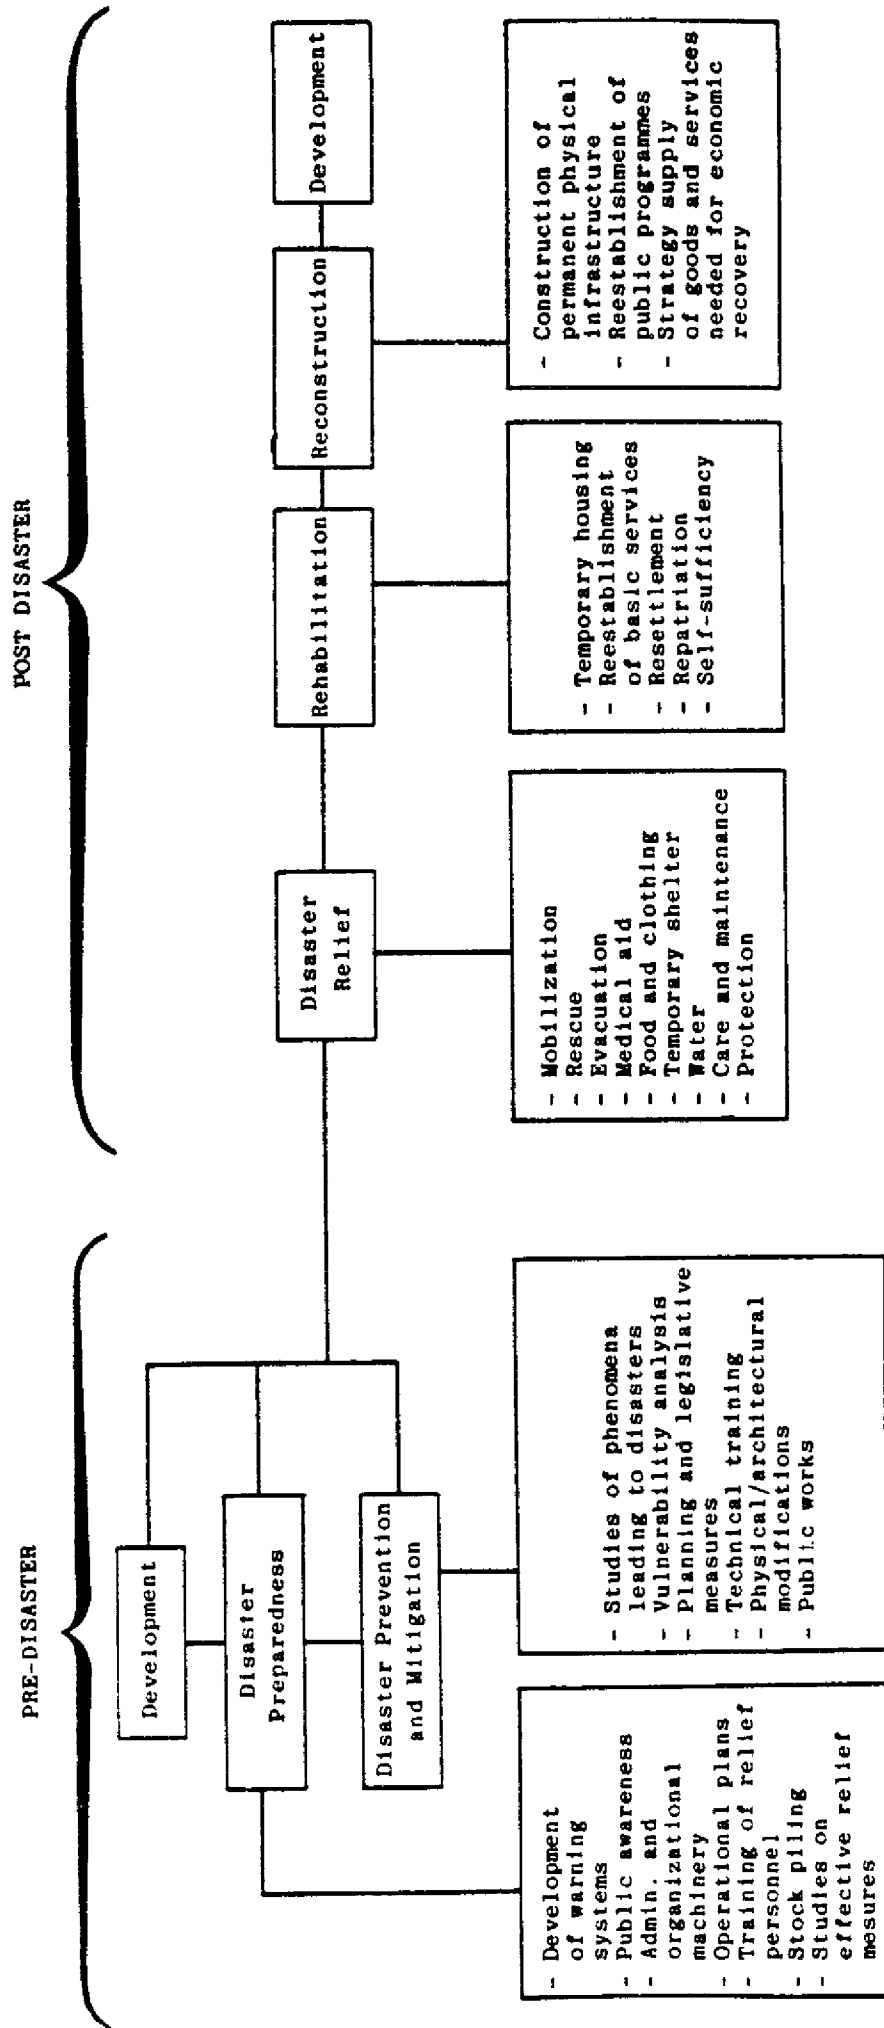 PRE-DISASTER
POST DISASTER
Development
Disaster
Preparedness
Disaster Prevention
and Mitigation
Disaster
Relief
Rehabilitation
Reconstruction
Development
- Development
of warning
systems
- Public awareness
- Admin. and
organizational
machinery
- Operational plans
- Training of relief
personnel
- Stock piling
- Studies on
effective relief
mesures
- Studies of phenomena
leading to disasters
- Vulnerability analysis
- Planning and legislative
measures
- Technical training
- Physical/architectural
modifications
- Public works
- Mobilization
- Rescue
- Evacuation
- Medical aid
- Food and clothing
- Temporary shelter
- Water
- Care and maintenance
- Protection
- Temporary housing
- Reestablishment
of basic services
- Resettlement
- Repatriation
- Self-sufficiency
- Construction of
permanent physical
infrastructure
- Reestablishment of
public programmes
- Strategy supply
of goods and services
needed for economic
recovery